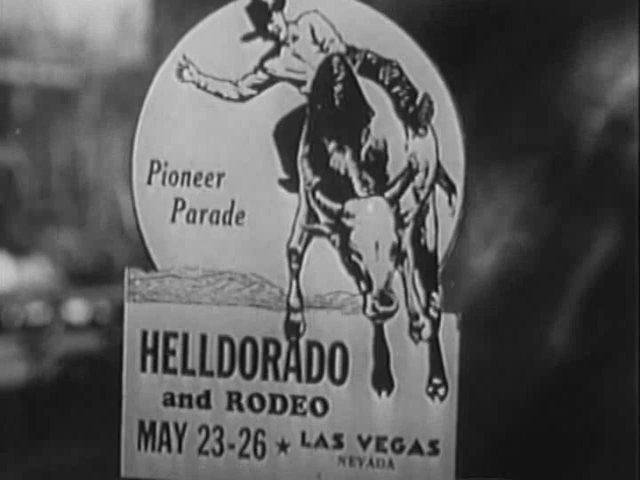 Pioneer
Parade
HELLDORADO
and RODEO
MAY 23-26 ★ LAS VEGAS
NEVADA